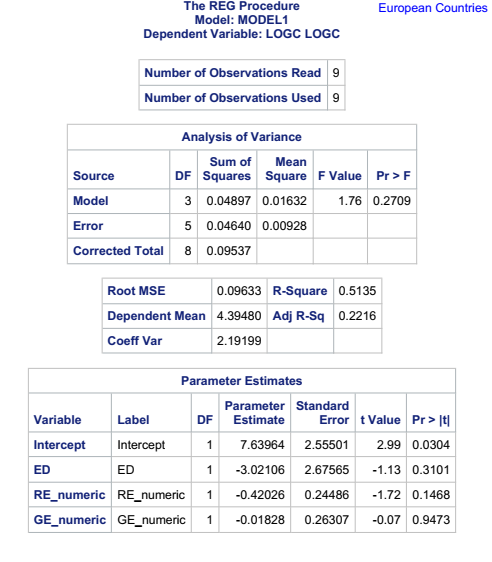 The REG Procedure
European Countries
Model: MODEL1
Dependent Variable: LOGC LOGC
Number of Observations Read 9
Number of Observations Used 9
Analysis of Variance
Source DF Sum of Squares Mean Square F Value Pr > F
Model 3 0.04897 0.01632 1.76 0.2709
Error 5 0.04640 0.00928
Corrected Total 8 0.09537
Root MSE 0.09633 R-Square 0.5135
Dependent Mean 4.39480 Adj R-Sq 0.2216
Coeff Var 2.19199
Parameter Estimates
Variable Label DF Parameter Estimate Standard Error t Value Pr > |t|
Intercept Intercept 1 7.63964 2.55501 2.99 0.0304
ED ED 1 -3.02106 2.67565 -1.13 0.3101
RE_numeric RE_numeric 1 -0.42026 0.24486 -1.72 0.1468
GE_numeric GE_numeric 1 -0.01828 0.26307 -0.07 0.9473